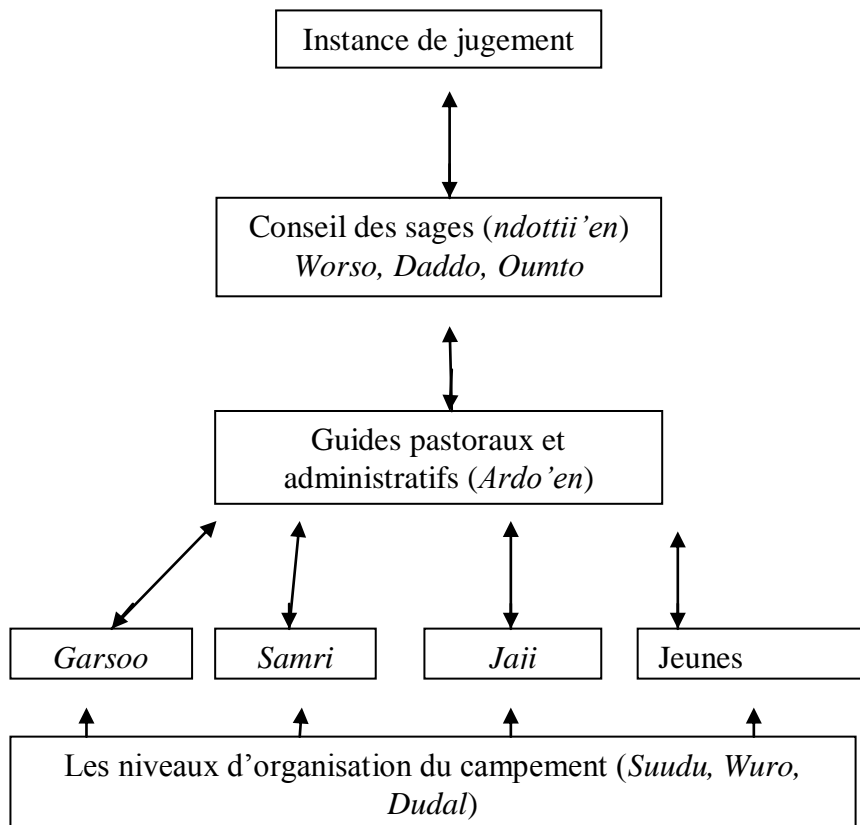 Instance de jugement
Conseil des sages (ndottii’en)
Worso, Daddo, Oumto
Guides pastoraux et
administratifs (Ardo’en)
Garsoo
Samri
Jaii
Jeunes
Les niveaux d’organisation du campement (Suudu, Wuro,
Dudal)